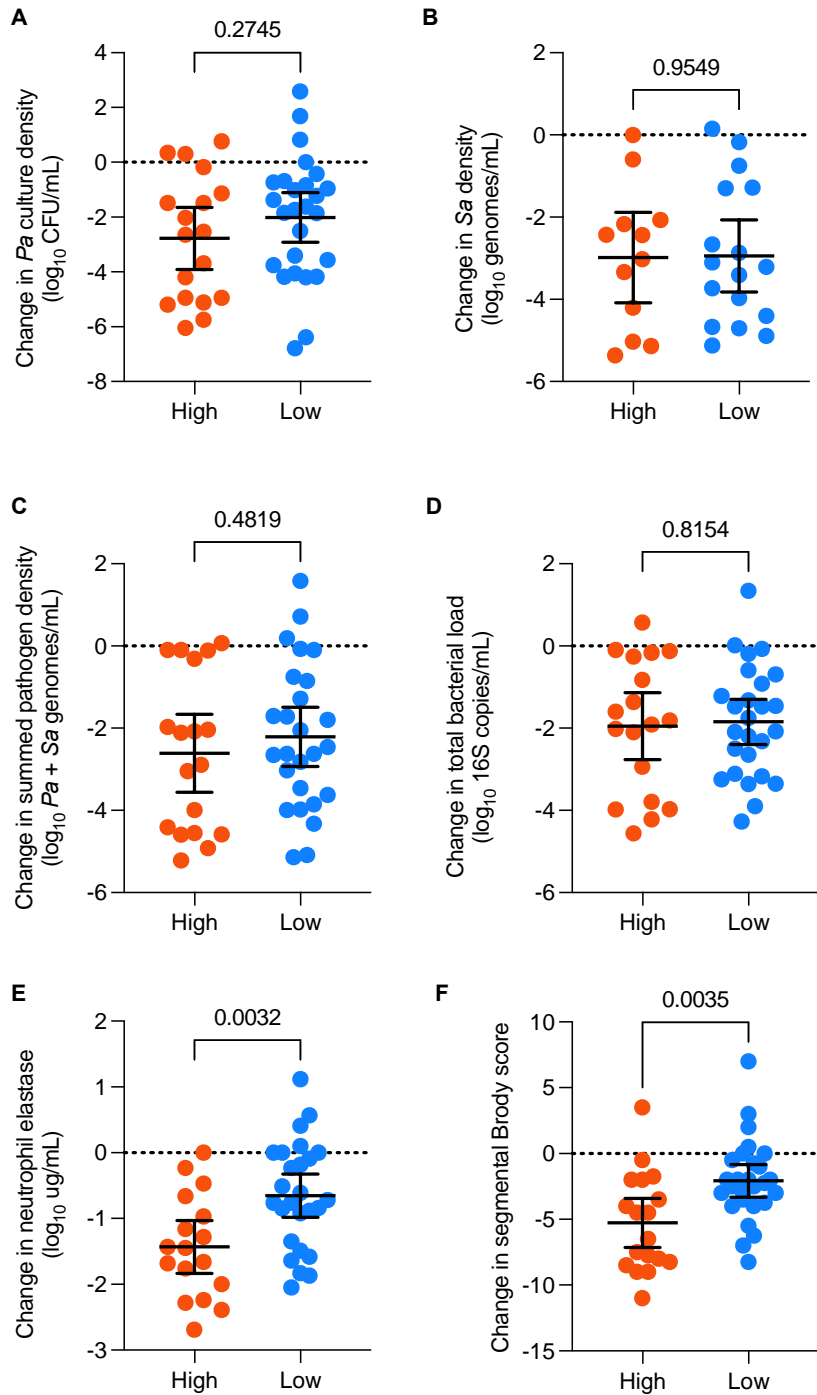 A
0.2745
Change in Pa culture density
(log10 CFU/mL)
4
2
0
-2
-4
-6
-8
High
Low
B
0.9549
Change in Sa density
(log10 genomes/mL)
2
0
-2
-4
-6
High
Low
C
0.4819
Change in summed pathogen density
(log10 Pa + Sa genomes/mL)
2
0
-2
-4
-6
High
Low
D
0.8154
Change in total bacterial load
(log10 16S copies/mL)
2
0
-2
-4
-6
High
Low
E
0.0032
Change in neutrophil elastase
(log10 ug/mL)
2
1
0
-1
-2
-3
High
Low
F
0.0035
Change in segmental Brody score
10
5
0
-5
-10
-15
High
Low